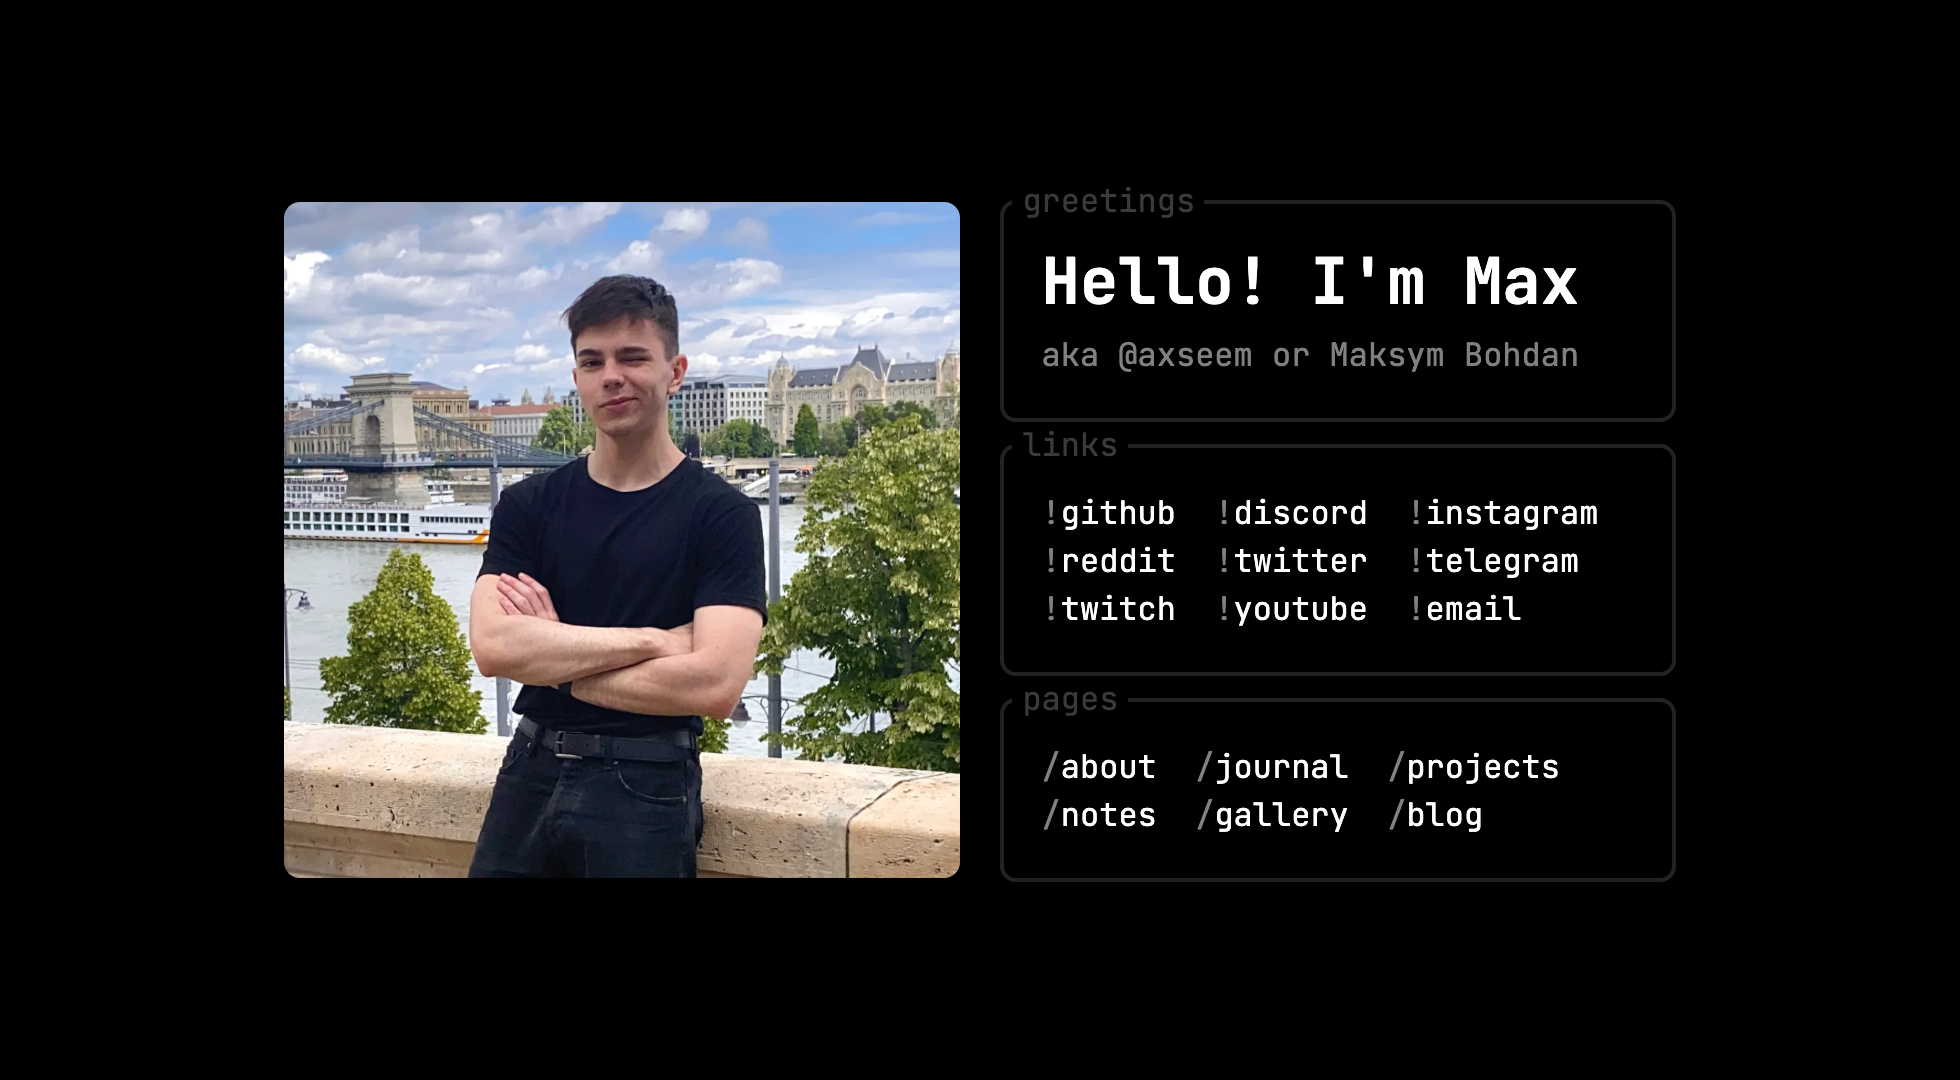 greetings
Hello! I'm Max
aka @axseem or Maksym Bohdan
links
!github !discord !instagram
!reddit !twitter !telegram
!twitch !youtube !email
pages
/about /journal /projects
/notes /gallery /blog